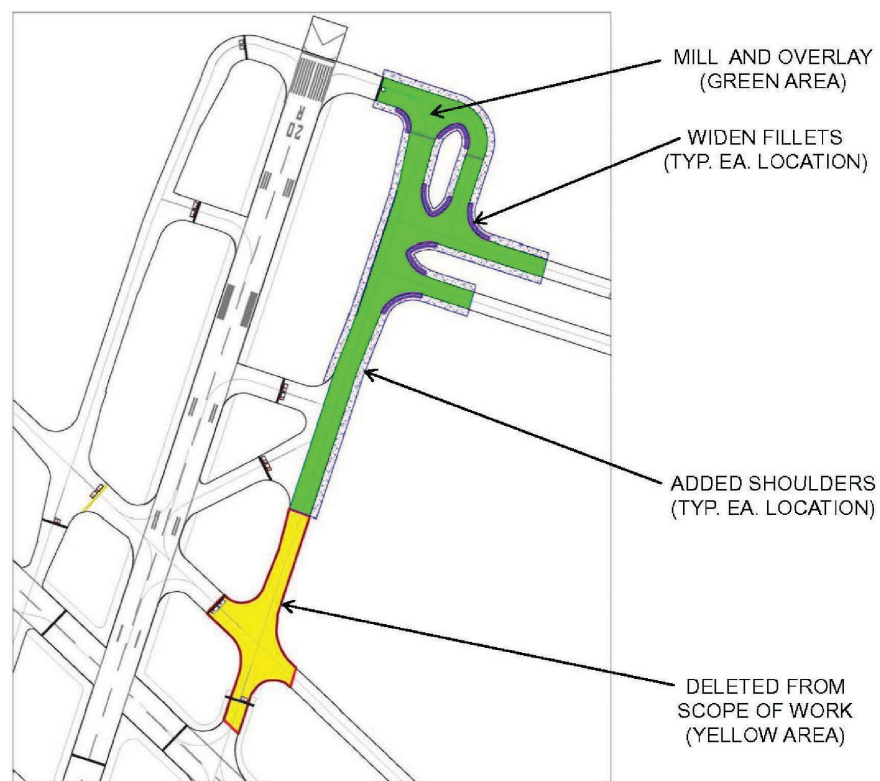 MILL AND OVERLAY
(GREEN AREA)
WIDEN FILLETS
(TYP. EA. LOCATION)
20
R
ADDED SHOULDERS
(TYP. EA. LOCATION)
DELETED FROM
SCOPE OF WORK
(YELLOW AREA)